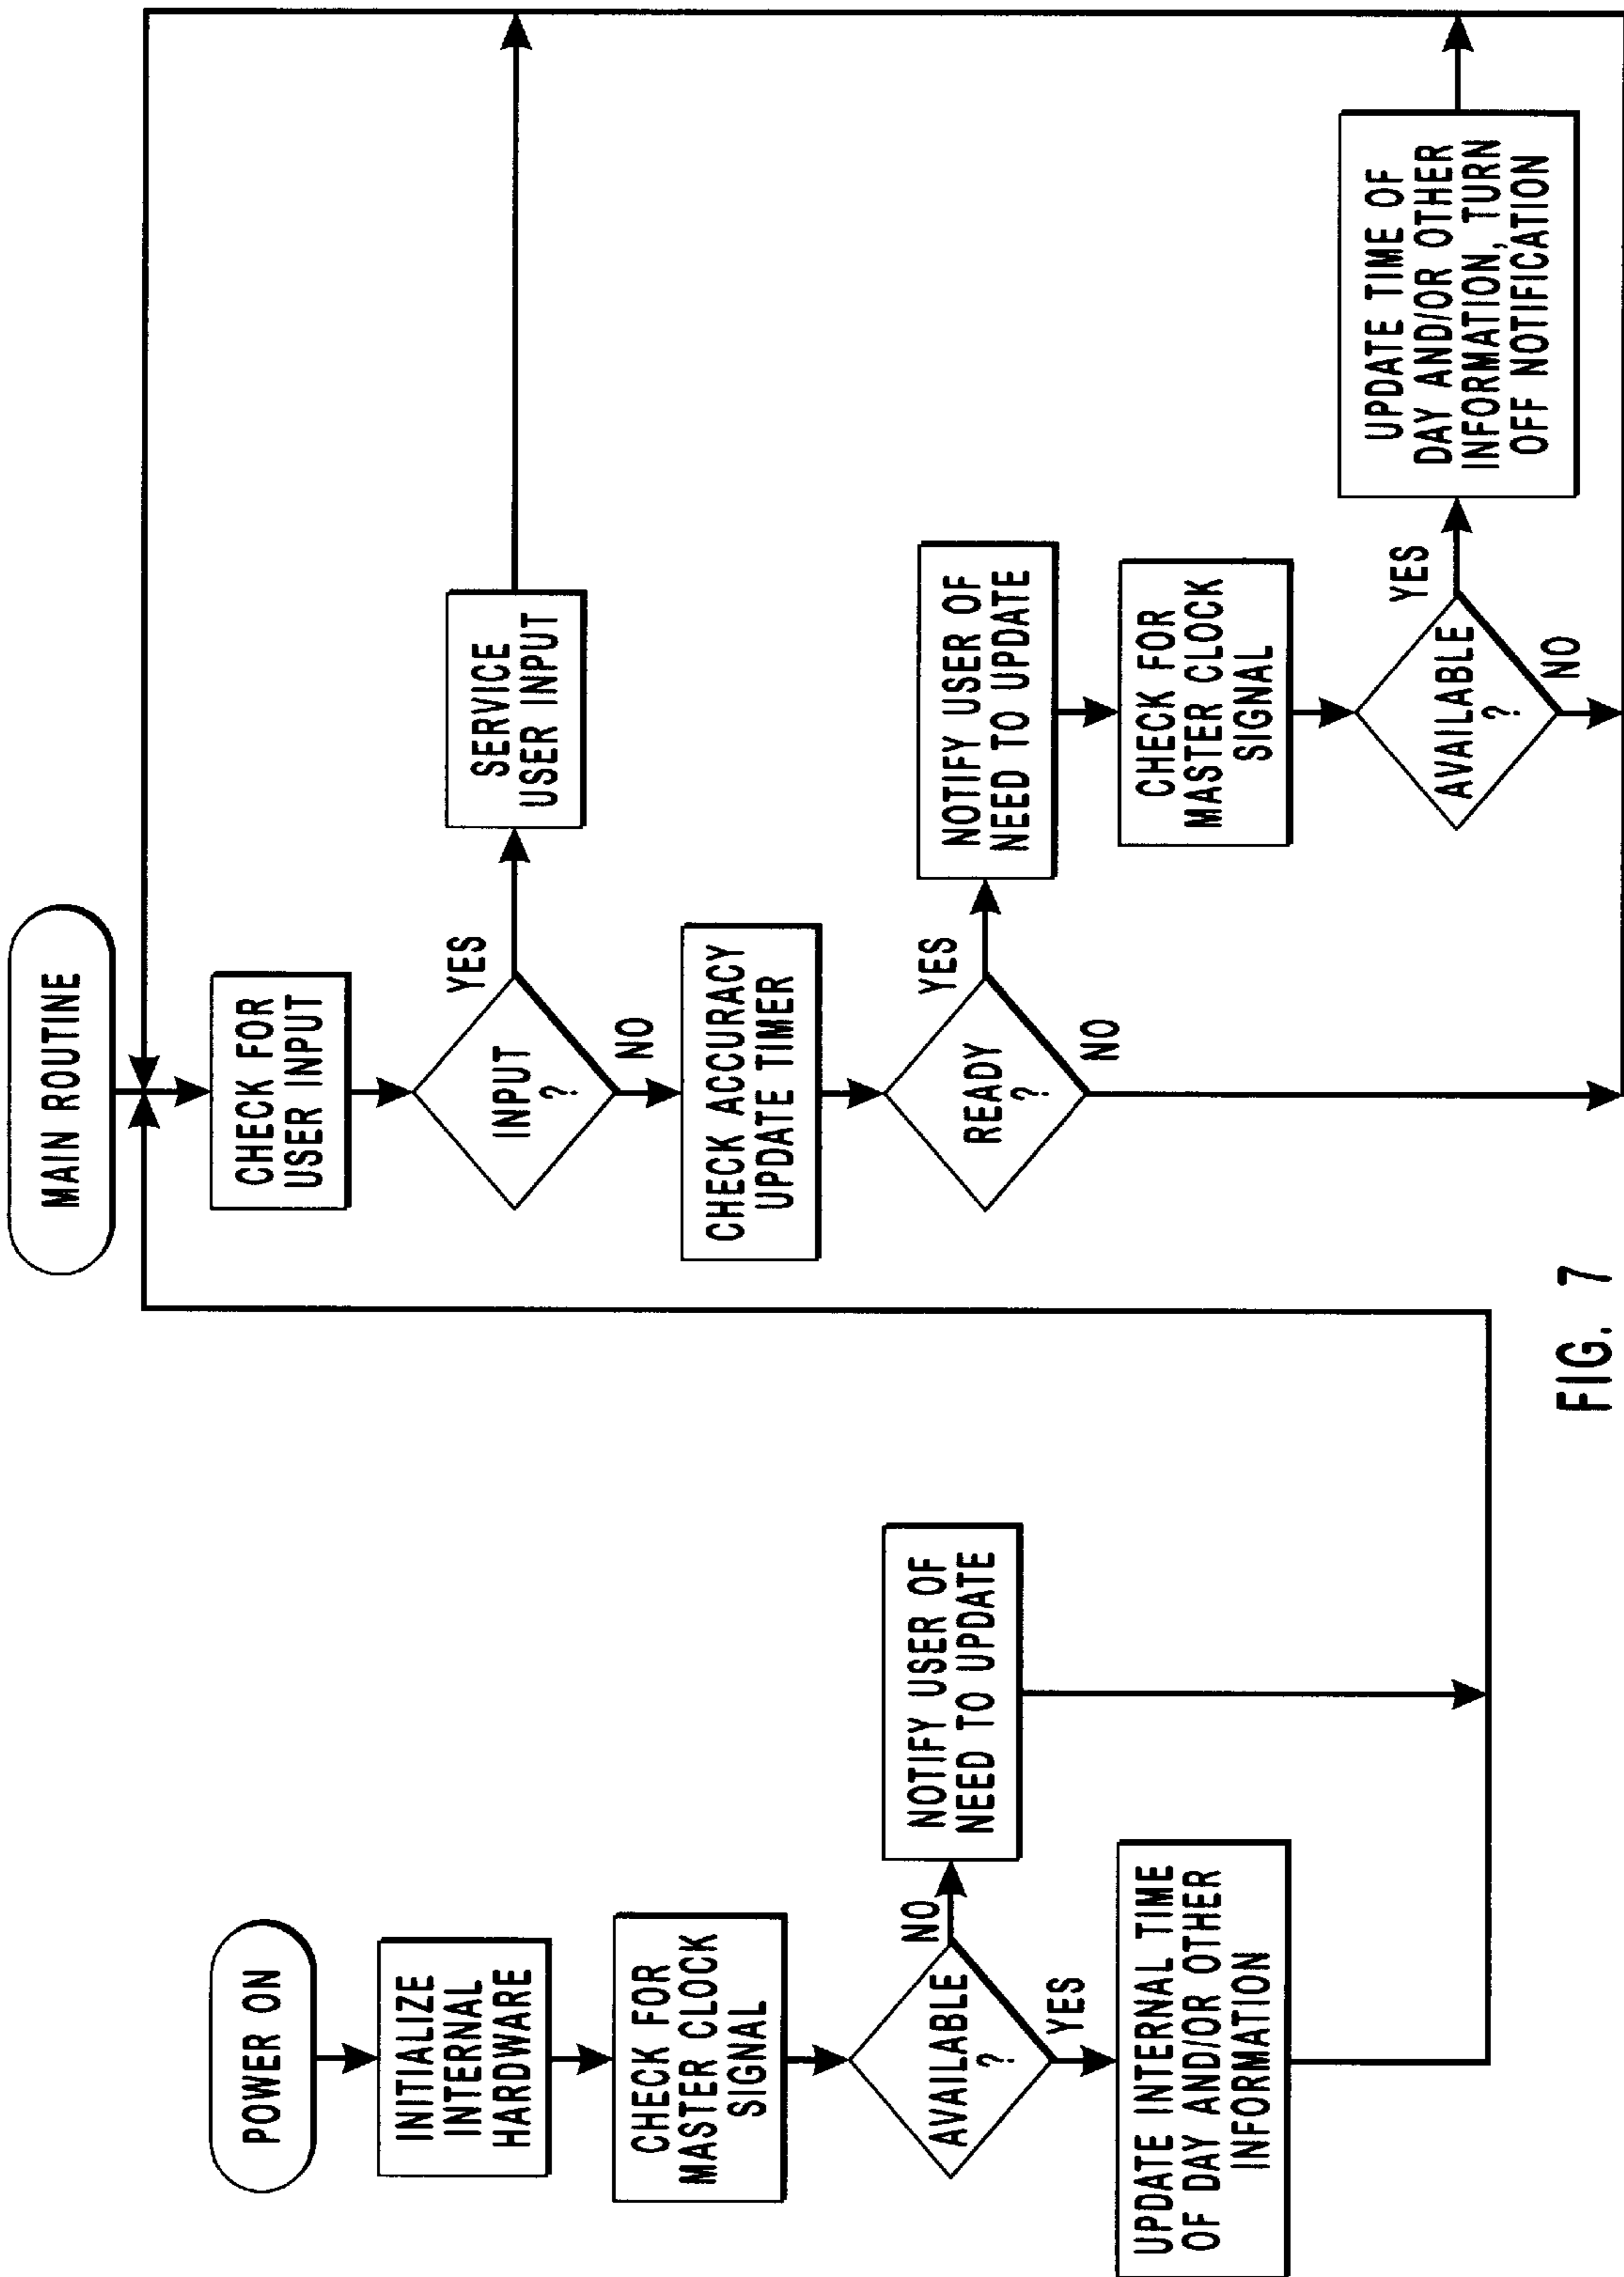 POWER ON
INITIALIZE
INTERNAL
HARDWARE
CHECK FOR
MASTER CLOCK
SIGNAL
AVAILABLE
?
NO
NOTIFY USER OF
NEED TO UPDATE
YES
UPDATE INTERNAL TIME
OF DAY AND/OR OTHER
INFORMATION
MAIN ROUTINE
CHECK FOR
USER INPUT
INPUT
?
YES
SERVICE
USER INPUT
NO
CHECK ACCURACY
UPDATE TIMER
READY
?
YES
NOTIFY USER OF
NEED TO UPDATE
NO
CHECK FOR
MASTER CLOCK
SIGNAL
AVAILABLE
?
YES
UPDATE TIME OF
DAY AND/OR OTHER
INFORMATION, TURN
OFF NOTIFICATION
NO
FIG. 7